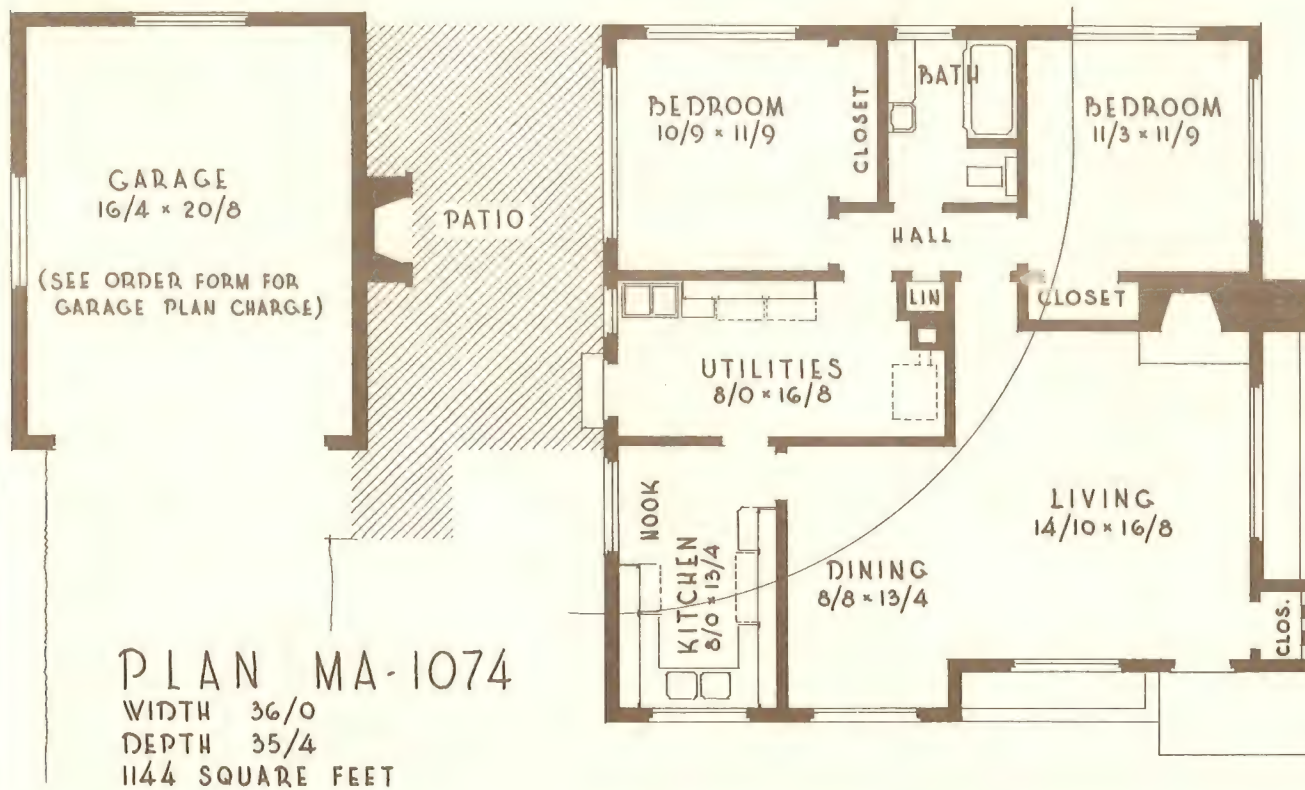 GARAGE
16/4 × 20/8
(SEE ORDER FORM FOR
GARAGE PLAN CHARGE)
PATIO
BEDROOM
10/9 × 11/9
CLOSET
BATH
BEDROOM
11/3 × 11/9
HALL
LIN
CLOSET
UTILITIES
8/0 × 16/8
NOOK
KITCHEN
8/0 × 13/4
DINING
8/8 × 13/4
LIVING
14/10 × 16/8
CLOS.
PLAN MA-1074
WIDTH 36/0
DEPTH 35/4
1144 SQUARE FEET